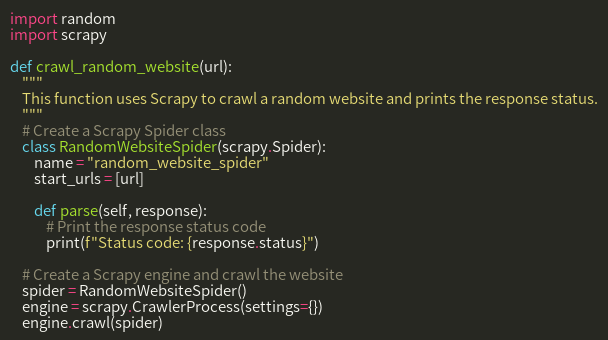 import random
import scrapy

def crawl_random_website(url):
    """
    This function uses Scrapy to crawl a random website and prints the response status.
    """
    # Create a Scrapy Spider class
    class RandomWebsiteSpider(scrapy.Spider):
        name = "random_website_spider"
        start_urls = [url]

        def parse(self, response):
            # Print the response status code
            print(f"Status code: {response.status}")

    # Create a Scrapy engine and crawl the website
    spider = RandomWebsiteSpider()
    engine = scrapy.CrawlerProcess(settings={})
    engine.crawl(spider)